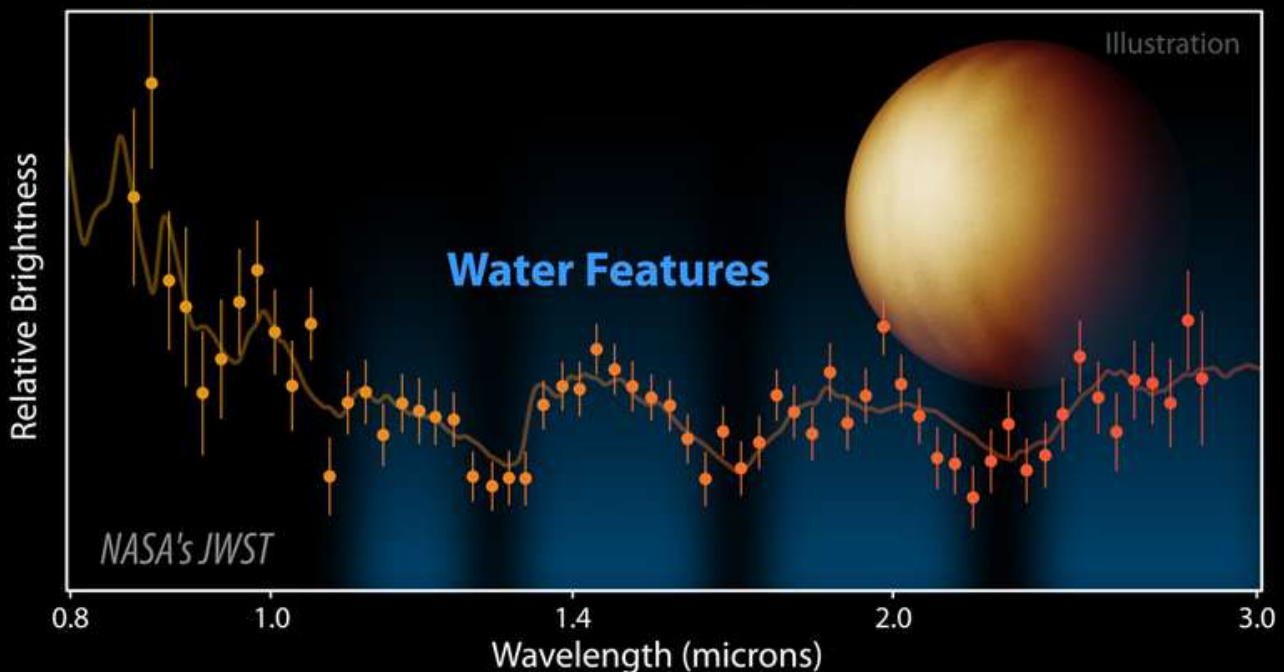 Illustration
Relative Brightness
Water Features
NASA's JWST
0.8 1.0 1.4 2.0 3.0
Wavelength (microns)